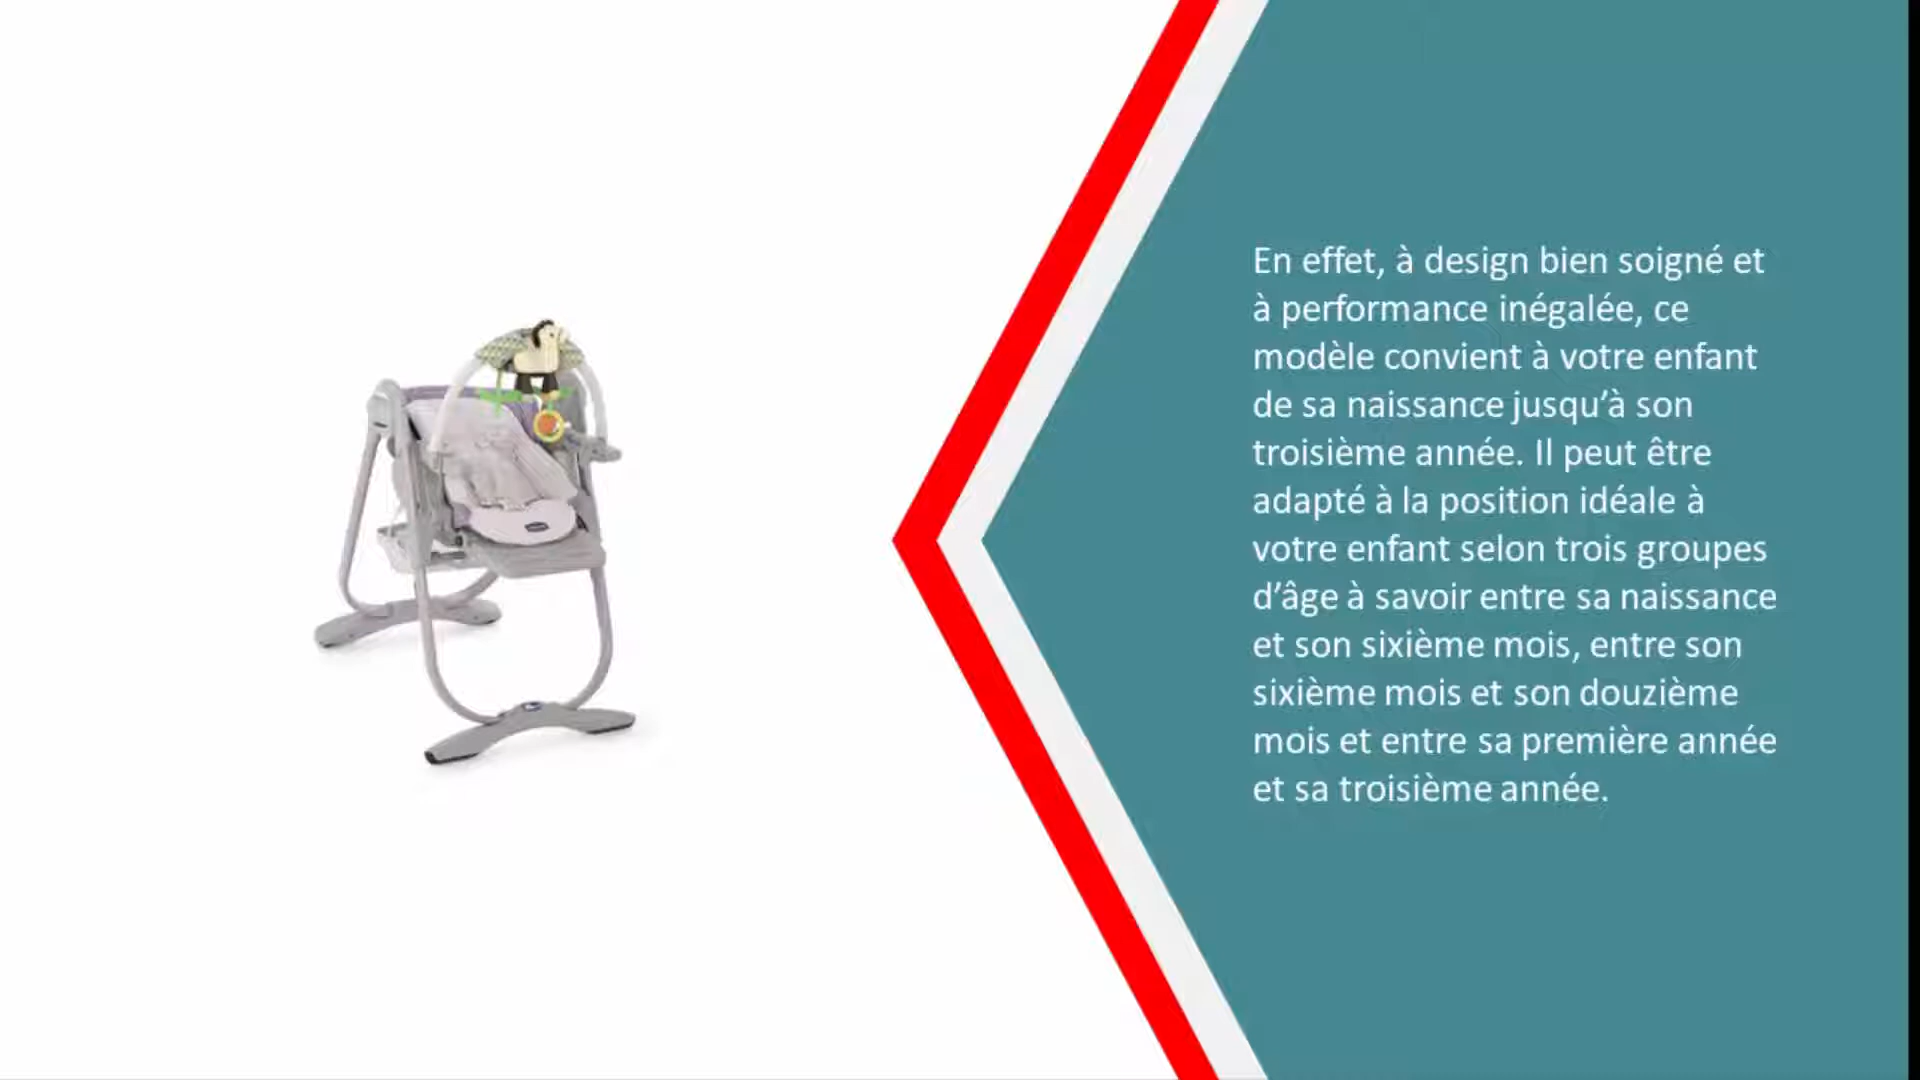 En effet, à design bien soigné et
à performance inégalée, ce
modèle convient à votre enfant
de sa naissance jusqu’à son
troisième année. Il peut être
adapté à la position idéale à
votre enfant selon trois groupes
d’âge à savoir entre sa naissance
et son sixième mois, entre son
sixième mois et son douzième
mois et entre sa première année
et sa troisième année.